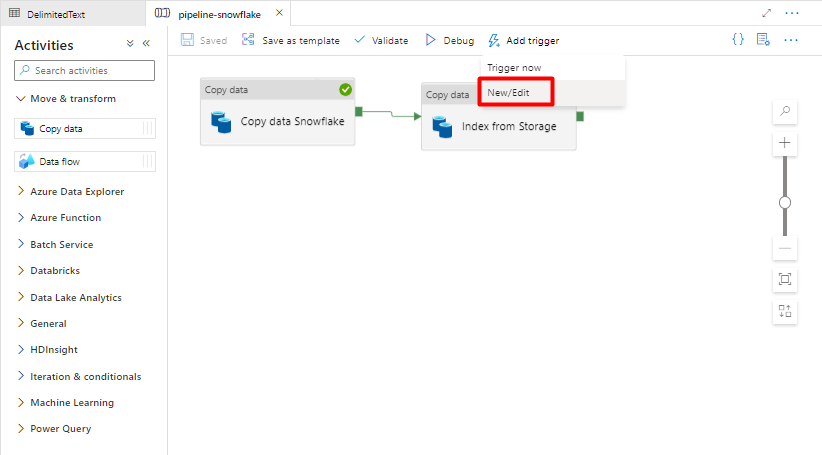 DelimitedText
pipeline-snowflake
Activities
Search activities
Move & transform
Copy data
Data flow
Azure Data Explorer
Azure Function
Batch Service
Databricks
Data Lake Analytics
General
HDInsight
Iteration & conditionals
Machine Learning
Power Query
Saved
Save as template
Validate
Debug
Add trigger
Trigger now
New/Edit
Copy data
Copy data Snowflake
Copy data
Index from Storage